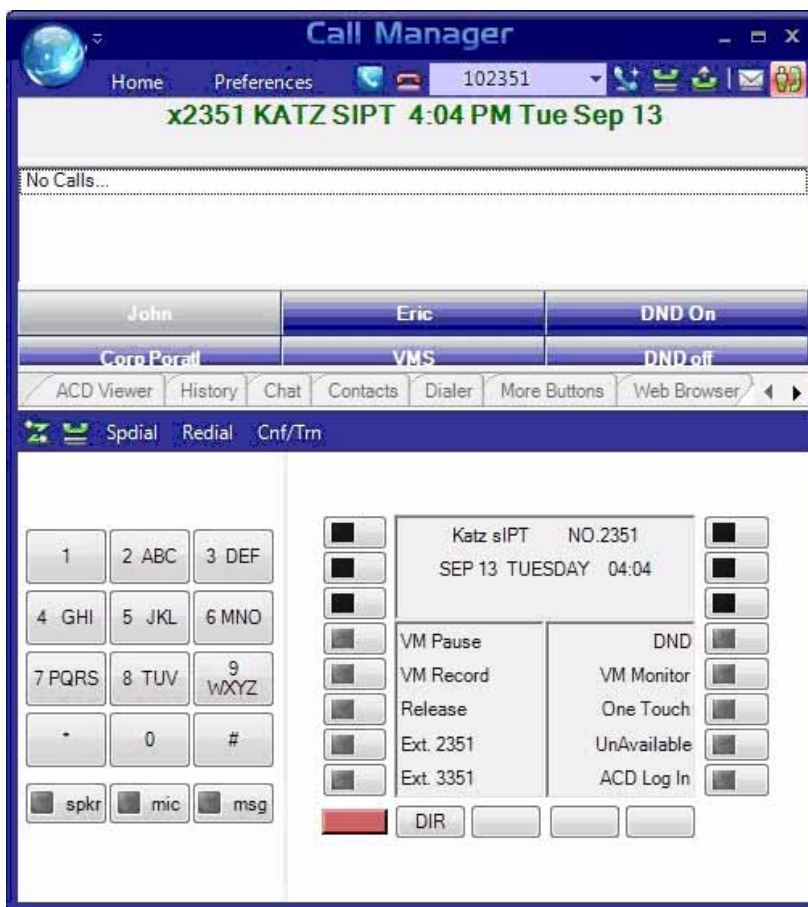 Call Manager
Home Preferences 102351
x2351 KATZ SIPT 4:04 PM Tue Sep 13
No Calls...
John Eric DND On
Corp Poratl VMS DND off
ACD Viewer History Chat Contacts Dialer More Buttons Web Browser
Spdial Redial Cnf/Trn
Katz sIPT NO.2351
SEP 13 TUESDAY 04:04
1 2 ABC 3 DEF
4 GHI 5 JKL 6 MNO
7 PQRS 8 TUV 9 WXYZ
* 0 #
spkr mic msg
VM Pause DND
VM Record VM Monitor
Release One Touch
Ext. 2351 UnAvailable
Ext. 3351 ACD Log In
DIR